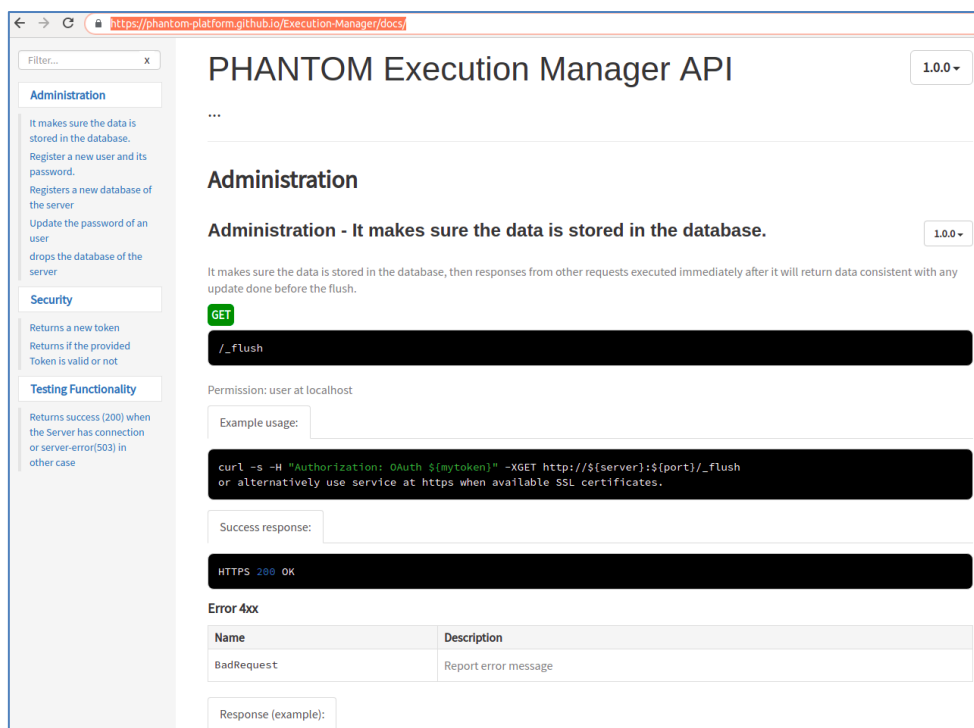 https://phantom-platform.github.io/Execution-Manager/docs/
Filter...
x
Administration
It makes sure the data is
stored in the database.
Register a new user and its
password.
Registers a new database of
the server
Update the password of an
user
drops the database of the
server
Security
Returns a new token
Returns if the provided
Token is valid or not
Testing Functionality
Returns success (200) when
the Server has connection
or server-error(503) in
other case
PHANTOM Execution Manager API
1.0.0
...
Administration
Administration - It makes sure the data is stored in the database.
1.0.0
It makes sure the data is stored in the database, then responses from other requests executed immediately after it will return data consistent with any
update done before the flush.
GET
/_flush
Permission: user at localhost
Example usage:
curl -s -H "Authorization: OAuth ${mytoken}" -XGET http://${server}:${port}/_flush
or alternatively use service at https when available SSL certificates.
Success response:
HTTPS 200 OK
Error 4xx
Name Description
BadRequest Report error message
Response (example):